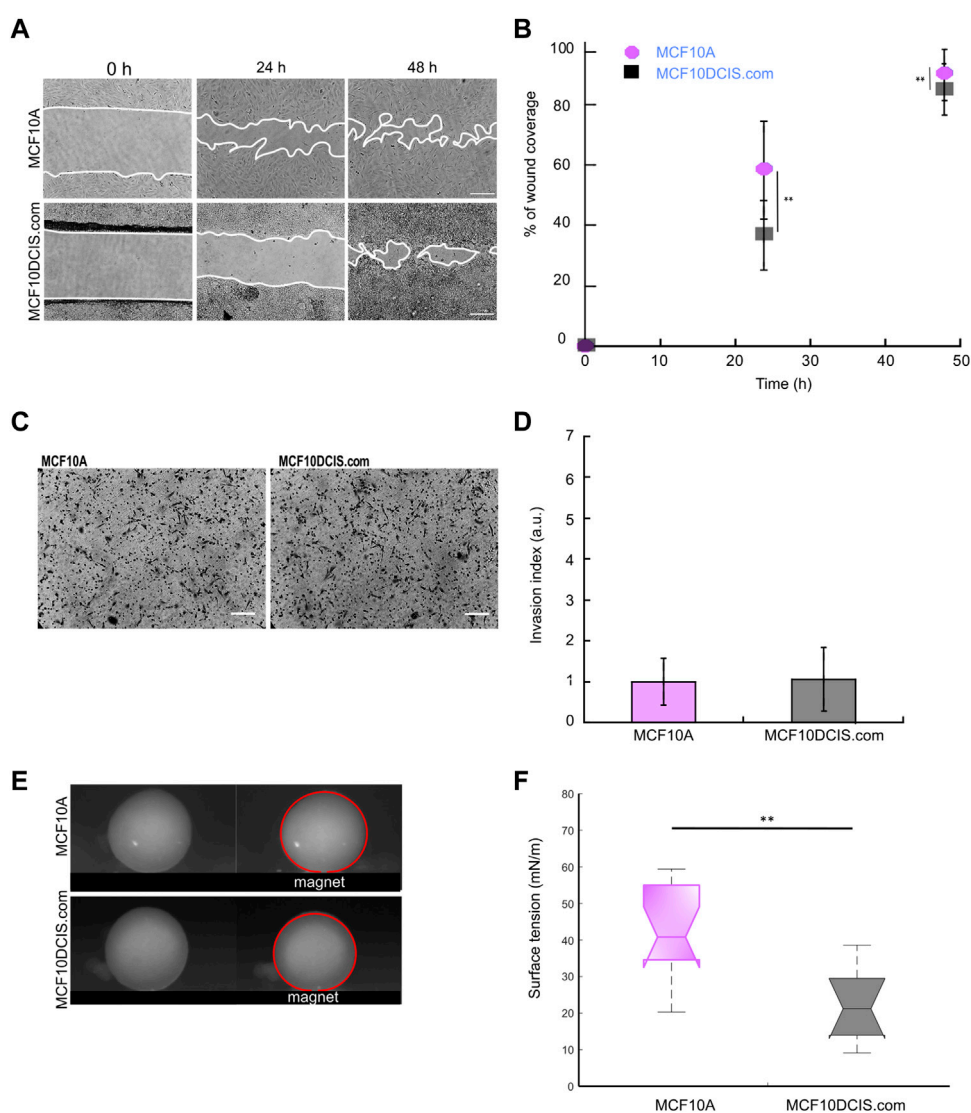 A
0 h
24 h
48 h
MCF10A
MCF10DCIS.com
B
MCF10A
MCF10DCIS.com
% of wound coverage
100
80
60
40
20
0
**
**
0
10
20
30
40
50
Time (h)
C
MCF10A
MCF10DCIS.com
D
Invasion index (a.u.)
7
6
5
4
3
2
1
0
MCF10A
MCF10DCIS.com
E
MCF10A
magnet
MCF10DCIS.com
magnet
F
Surface tension (mN/m)
80
70
60
50
40
30
20
10
0
**
MCF10A
MCF10DCIS.com